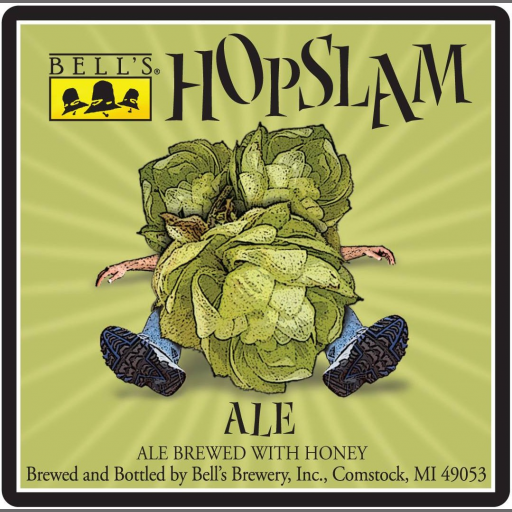 BELL'S®
HOPSLAM
ALE
ALE BREWED WITH HONEY
Brewed and Bottled by Bell's Brewery, Inc., Comstock, MI 49053